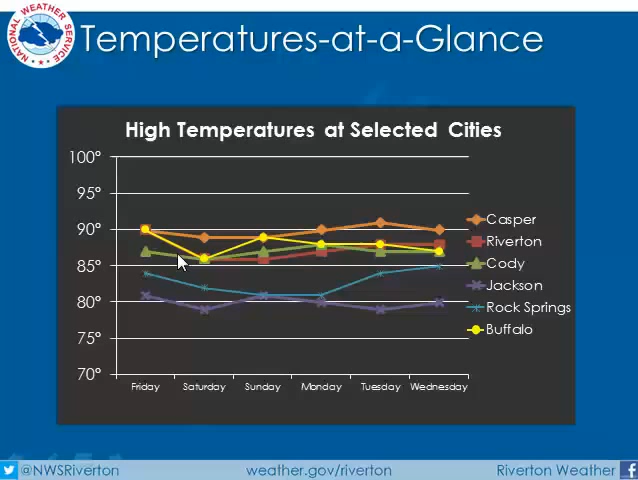 NATIONAL WEATHER SERVICE
Temperatures-at-a-Glance
High Temperatures at Selected Cities
100°
95°
90°
85°
80°
75°
70°
Friday Saturday Sunday Monday Tuesday Wednesday
Casper
Riverton
Cody
Jackson
Rock Springs
Buffalo
@NWSRiverton weather.gov/riverton Riverton Weather